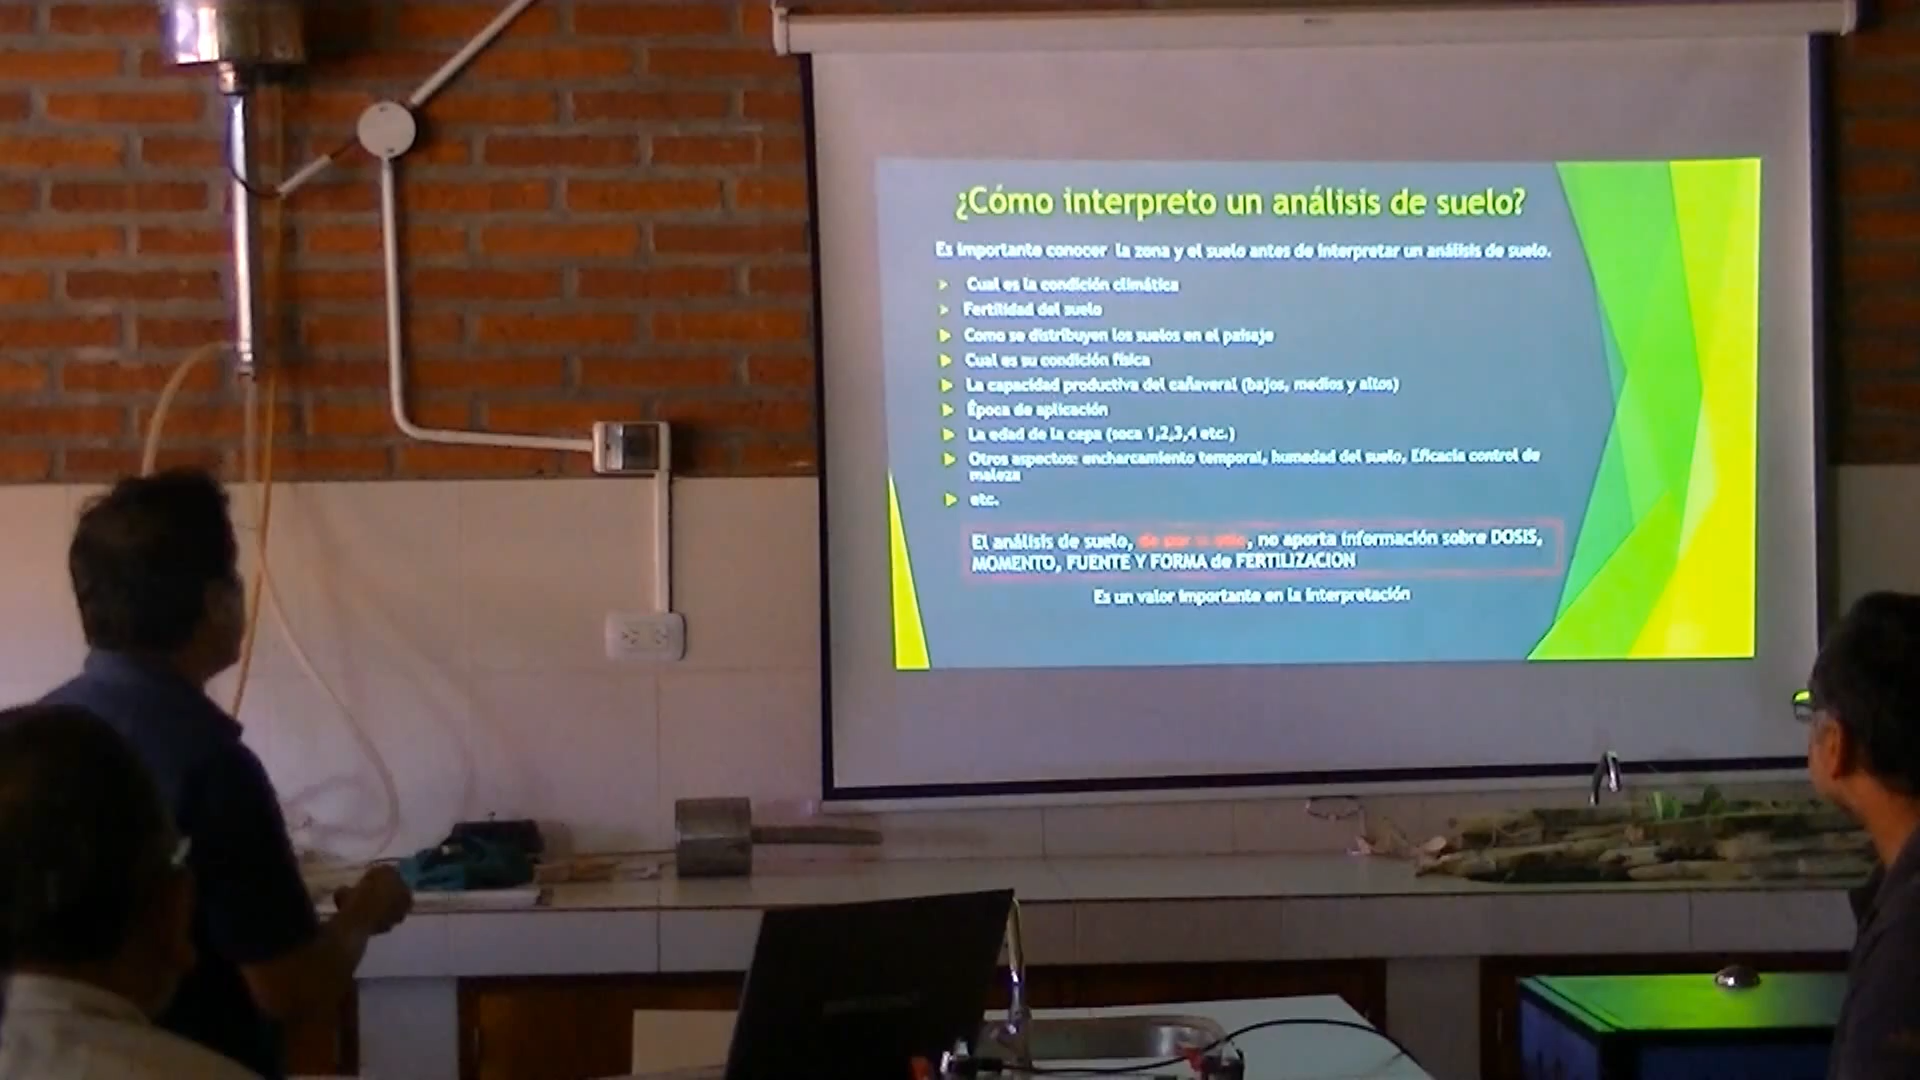 ¿Cómo interpreto un análisis de suelo?
Es importante conocer la zona y el suelo antes de interpretar un análisis de suelo.
Cual es la condición climática
Fertilidad del suelo
Como se distribuyen los suelos en el paisaje
Cual es su condición física
La capacidad productiva del cañaveral (bajos, medios y altos)
Época de aplicación
La edad de la cepa (soca 1,2,3,4 etc.)
Otros aspectos: encharcamiento temporal, humedad del suelo, Eficacia control de
maleza
etc.
El análisis de suelo, de por si solo, no aporta información sobre DOSIS,
MOMENTO, FUENTE Y FORMA de FERTILIZACION
Es un valor importante en la interpretación